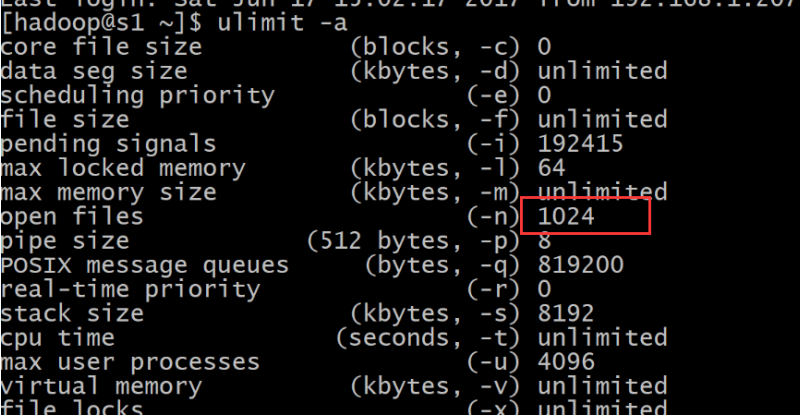 Last login: Sat Jun 17 15:02:17 2017 from 192.168.1.207
[hadoop@s1 ~]$ ulimit -a
core file size (blocks, -c) 0
data seg size (kbytes, -d) unlimited
scheduling priority (-e) 0
file size (blocks, -f) unlimited
pending signals (-i) 192415
max locked memory (kbytes, -l) 64
max memory size (kbytes, -m) unlimited
open files (-n) 1024
pipe size (512 bytes, -p) 8
POSIX message queues (bytes, -q) 819200
real-time priority (-r) 0
stack size (kbytes, -s) 8192
cpu time (seconds, -t) unlimited
max user processes (-u) 4096
virtual memory (kbytes, -v) unlimited
file locks (-x) unlimited